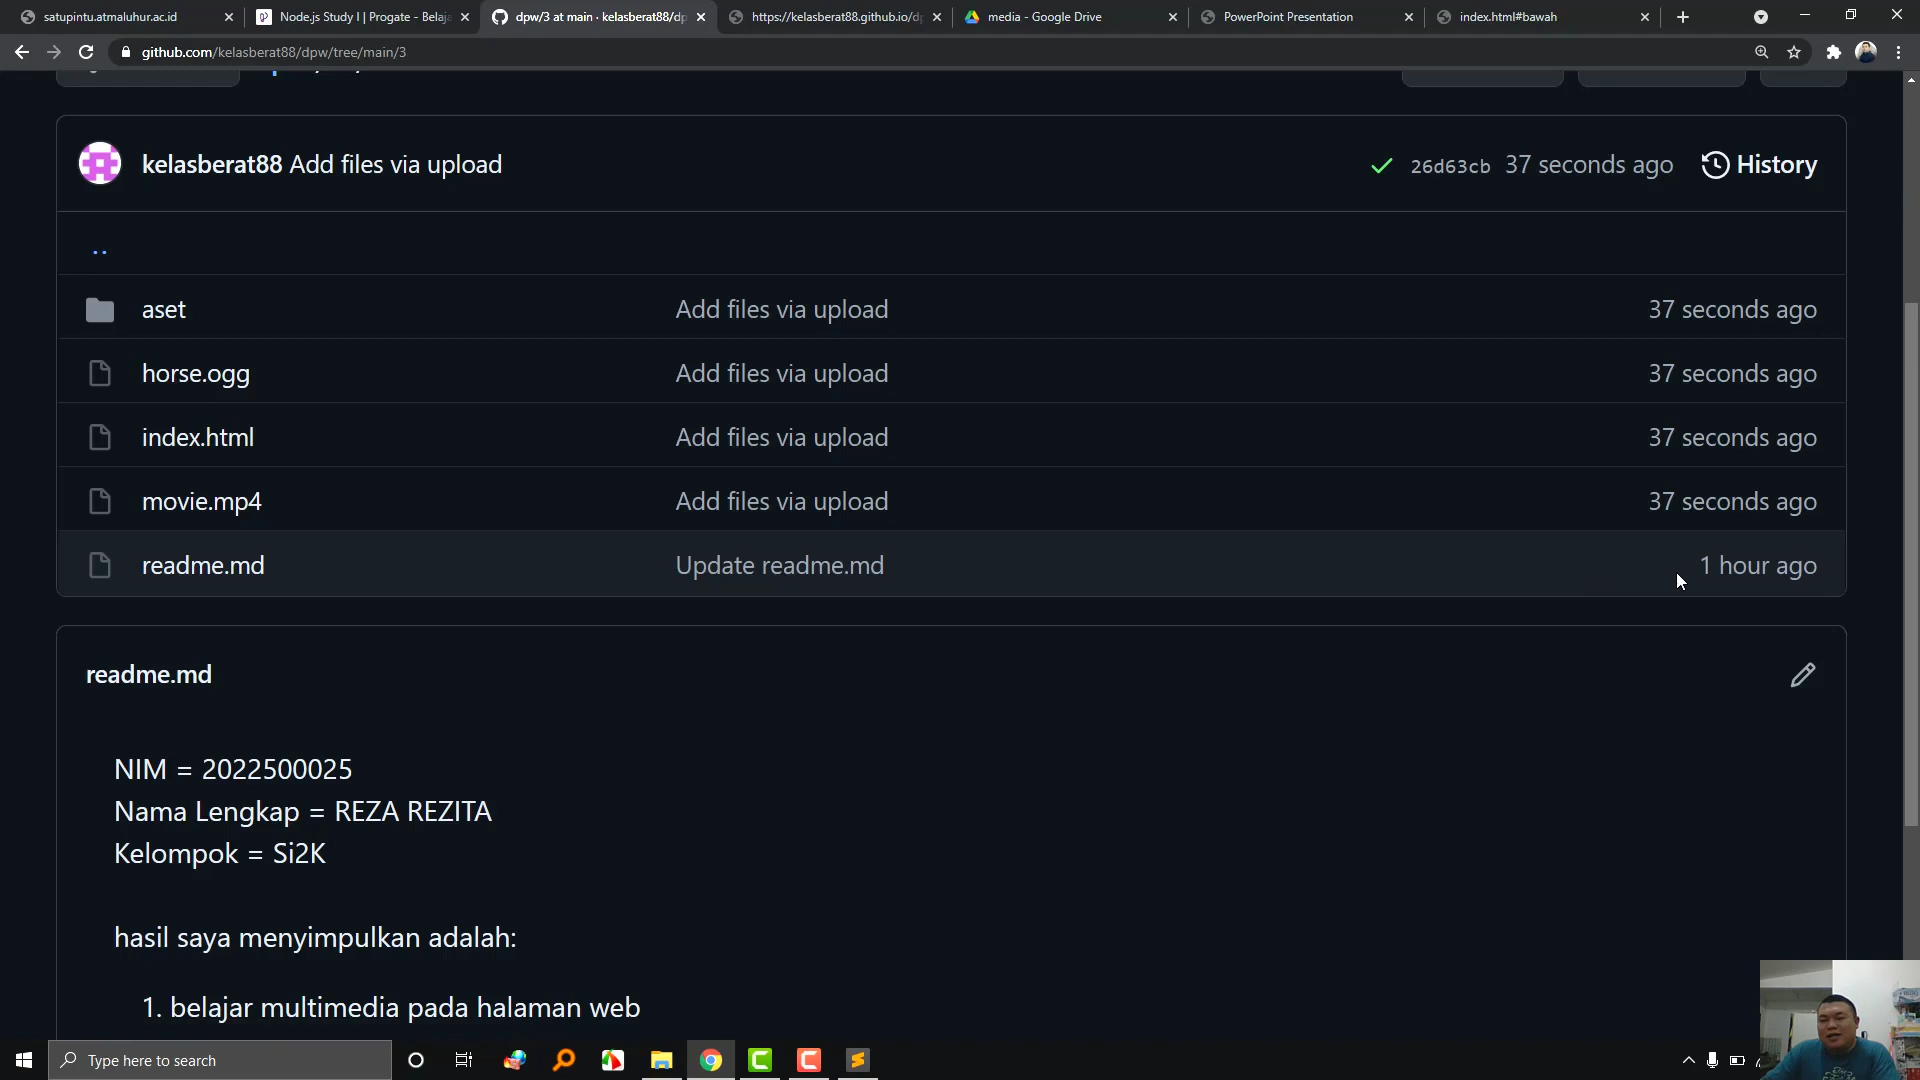 satupintu.atmaluhur.ac.id
Node.js Study I | Progate - Belaja
dpw/3 at main · kelasberat88/dp
https://kelasberat88.github.io/dp
media - Google Drive
PowerPoint Presentation
index.html#bawah
github.com/kelasberat88/dpw/tree/main/3
kelasberat88 Add files via upload
26d63cb 37 seconds ago History
..
aset Add files via upload 37 seconds ago
horse.ogg Add files via upload 37 seconds ago
index.html Add files via upload 37 seconds ago
movie.mp4 Add files via upload 37 seconds ago
readme.md Update readme.md 1 hour ago
readme.md
NIM = 2022500025
Nama Lengkap = REZA REZITA
Kelompok = Si2K
hasil saya menyimpulkan adalah:
1. belajar multimedia pada halaman web
Type here to search